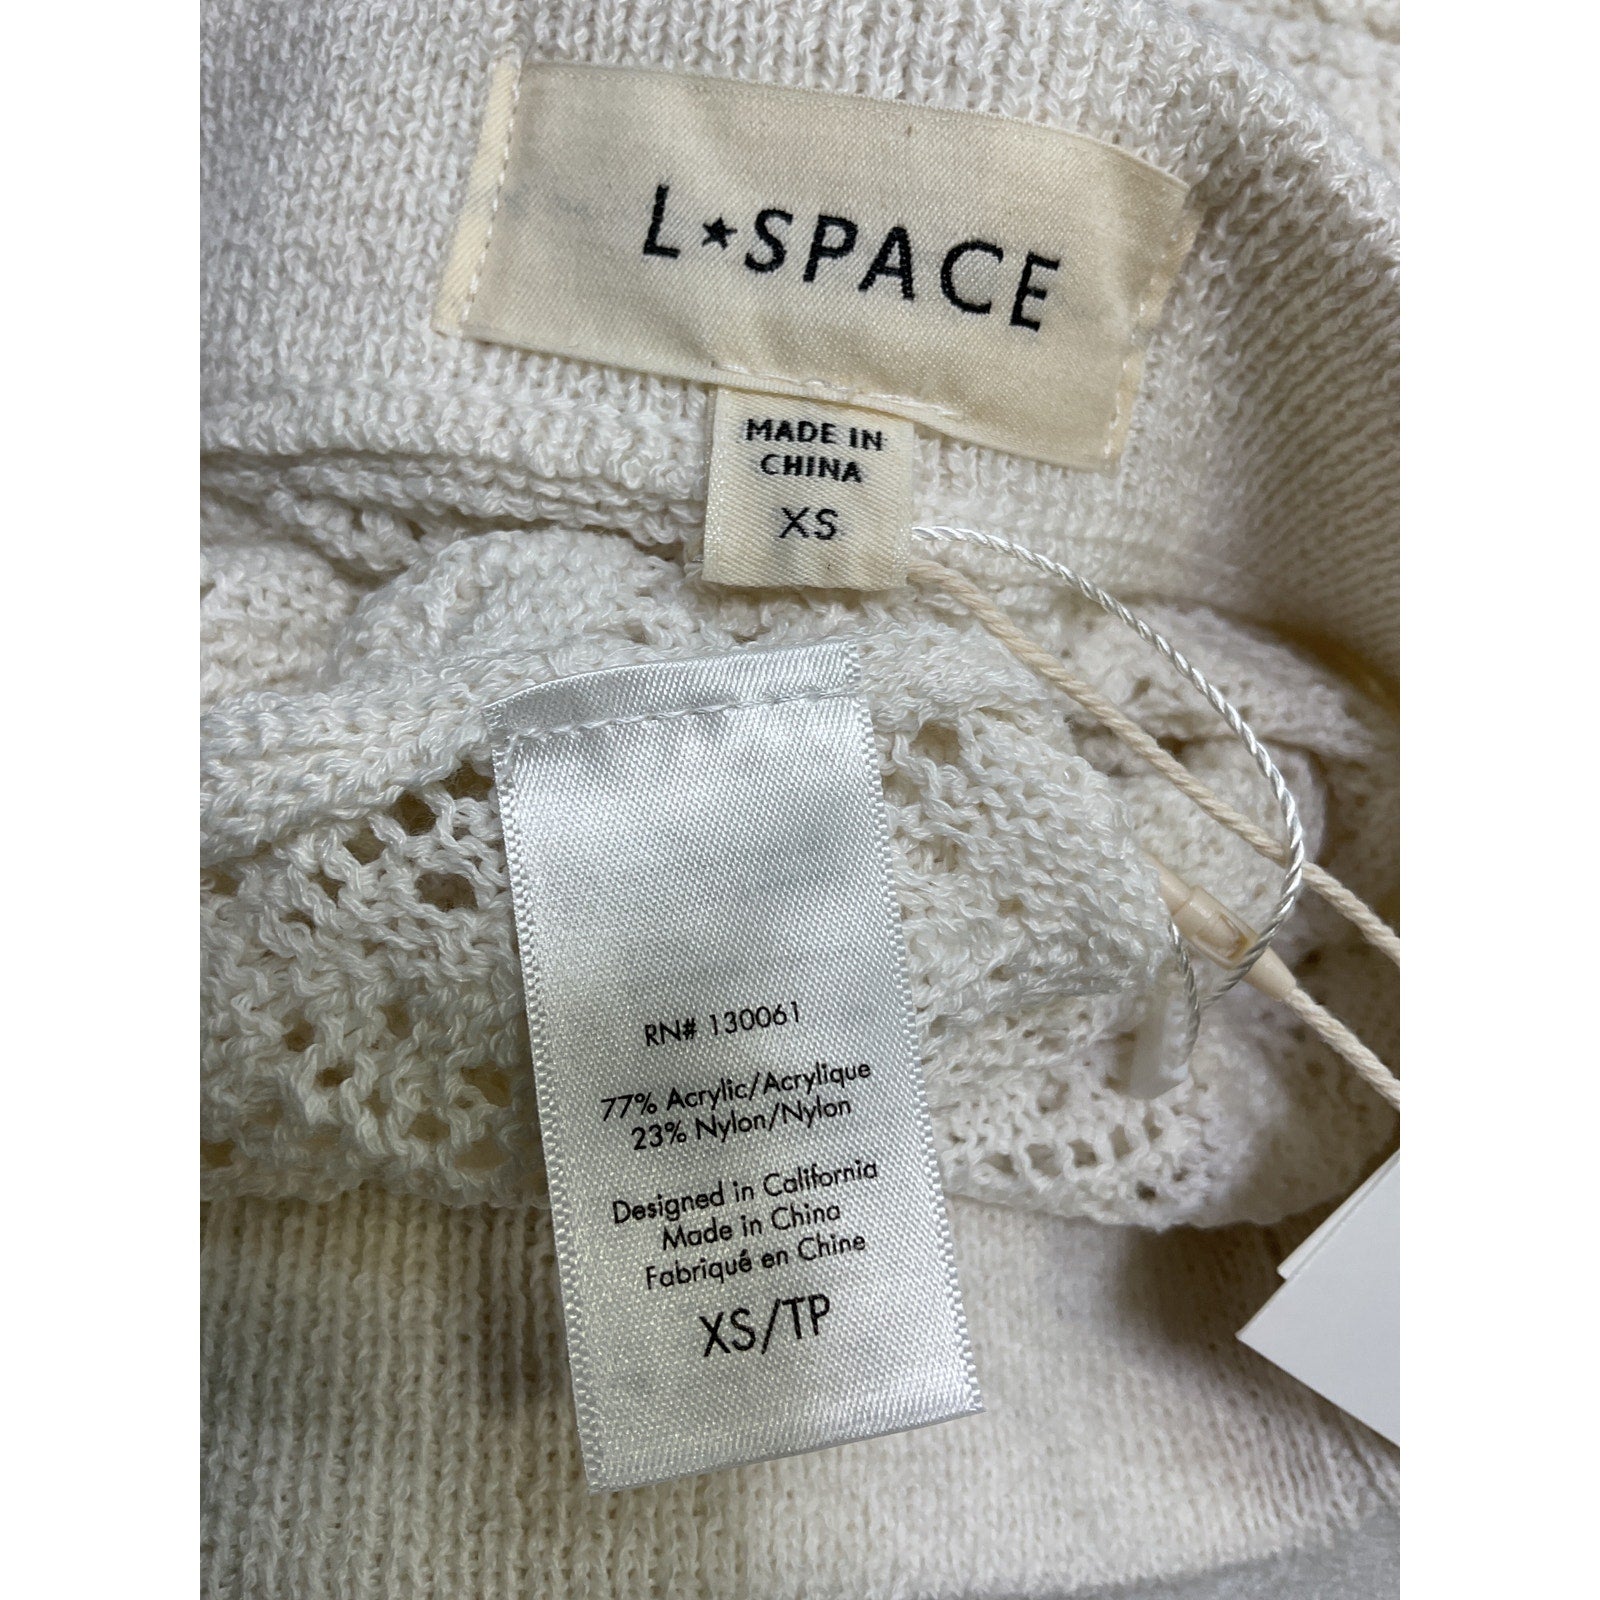 L★SPACE
MADE IN
CHINA
XS
RN# 130061
77% Acrylic/Acrylique
23% Nylon/Nylon
Designed in California
Made in China
Fabriqué en Chine
XS/TP